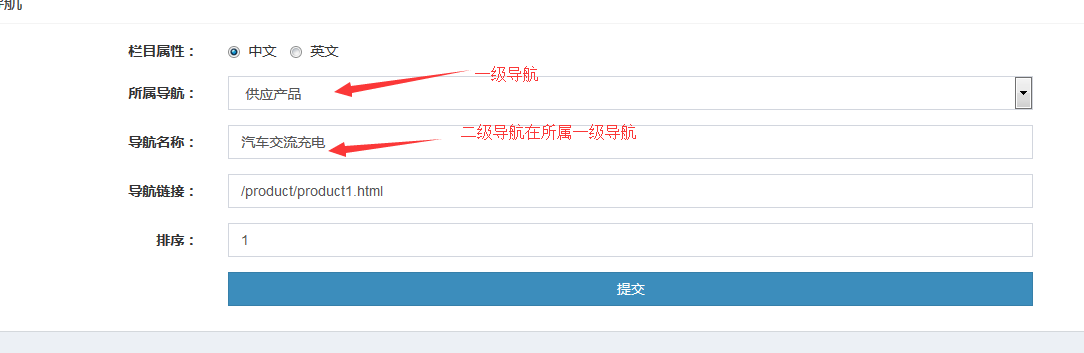 导航
栏目属性： 中文 英文
一级导航
所属导航： 供应产品
二级导航在所属一级导航
导航名称： 汽车交流充电
导航链接： /product/product1.html
排序： 1
提交